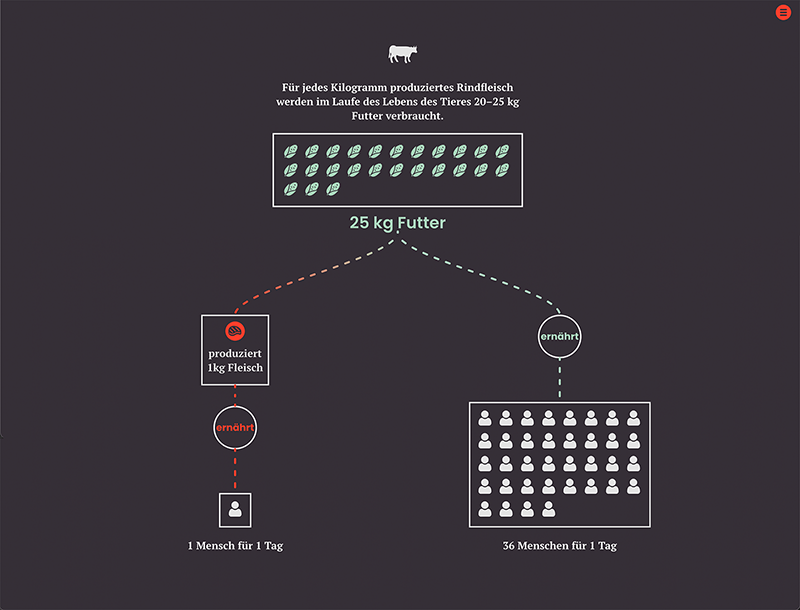 Für jedes Kilogramm produziertes Rindfleisch
werden im Laufe des Lebens des Tieres 20–25 kg
Futter verbraucht.
25 kg Futter
produziert
1kg Fleisch
ernährt
1 Mensch für 1 Tag
ernährt
36 Menschen für 1 Tag